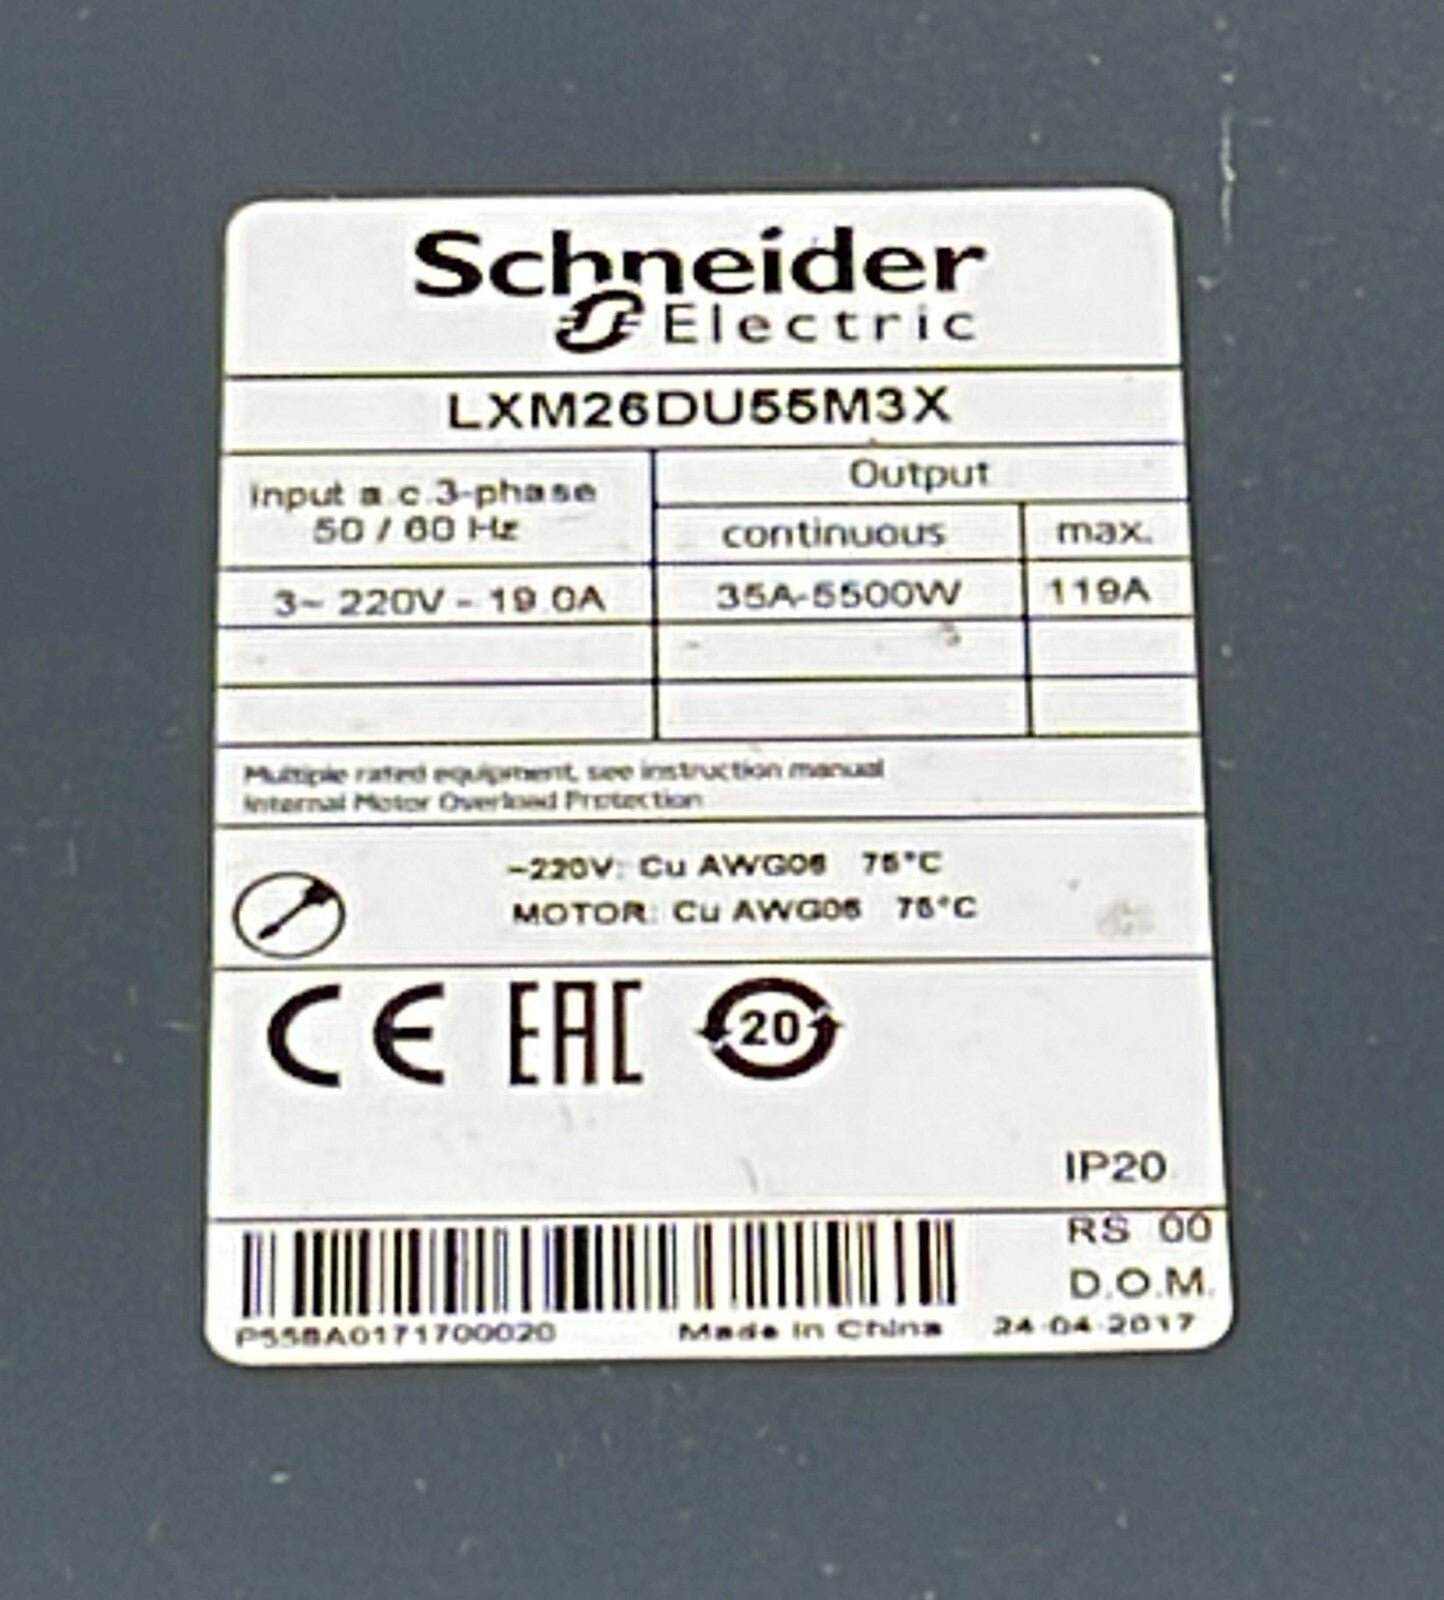 Schneider
Electric
LXM26DU55M3X
Input a.c.3-phase
50 / 60 Hz
Output
continuous
max.
3~ 220V - 19.0A
35A-5500W
119A
Multiple rated equipment, see instruction manual
Internal Motor Overload Protection
~220V: Cu AWG06 75°C
MOTOR: Cu AWG06 75°C
CE EAC 20
IP20
RS 00
D.O.M.
P558A0171700020 Made in China 24-04-2017